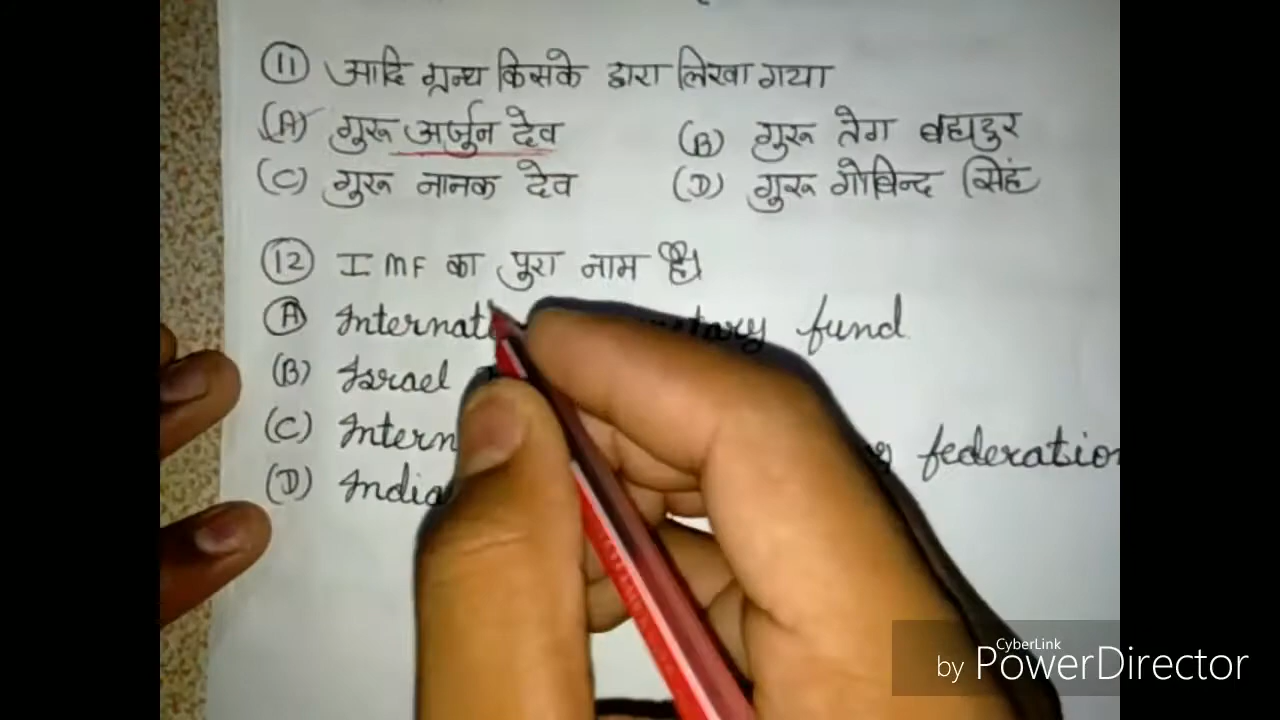 11 आदि ग्रन्थ किसके द्वारा लिखा गया
(A) गुरू अर्जुन देव (B) गुरू तेग बहादुर
(C) गुरू नानक देव (D) गुरू गोविन्द सिंह
12 IMF का पुरा नाम है।
(A) fund
(B) Israel
(C) federation
(D)
CyberLink
by PowerDirector